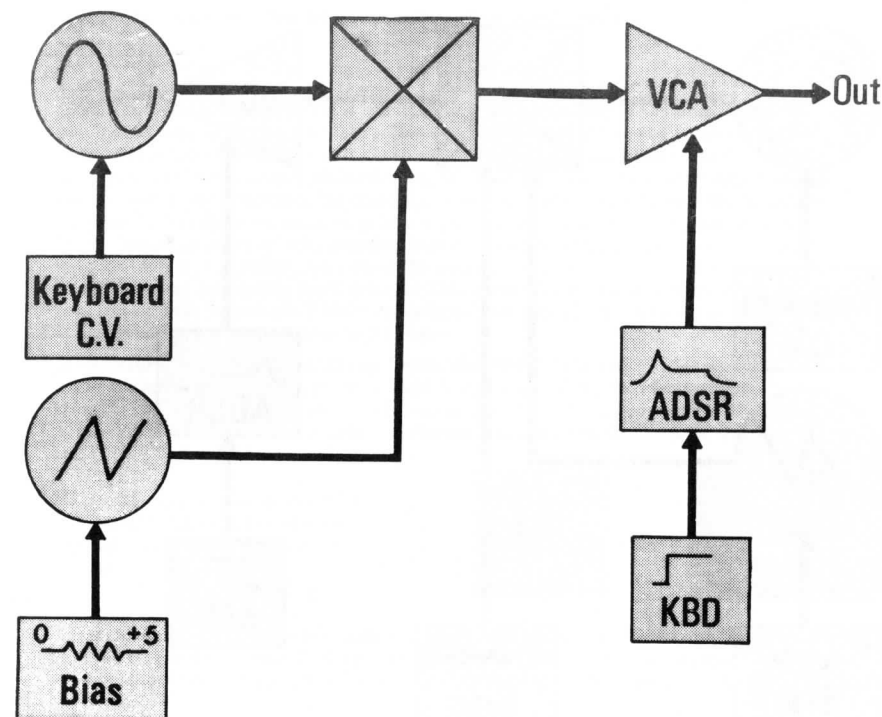 VCA
Out
Keyboard
C.V.
ADSR
KBD
0 +5
Bias